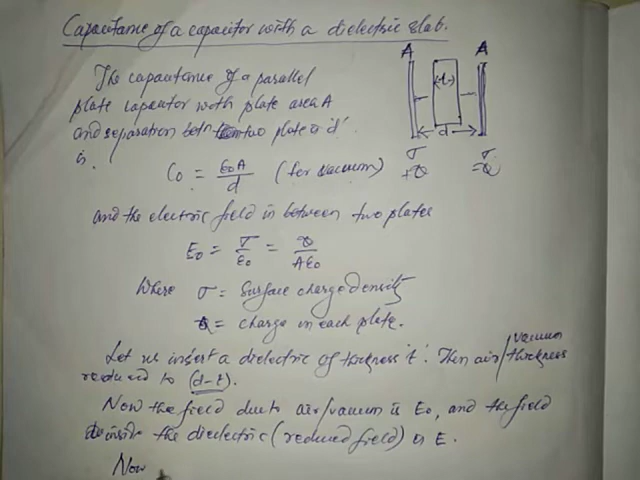 Capacitance of a capacitor with a dielectric slab.
A A
The capacitance of a parallel
plate capacitor with plate area A
and separation betn two plate is 'd'
is.
t
d
C0 = ε0A/d (for vacuum)
σ σ
+Q -Q
and the electric field in between two plates
E0 = σ/ε0 = Q/Aε0
Where σ = Surface charge density
Q = charge in each plate.
Let us insert a dielectric of thickness 't'. Then air/vacuum thickness
reduced to (d-t).
Now the field due to air/vacuum is E0, and the field
inside the dielectric (reduced field) is E.
Now